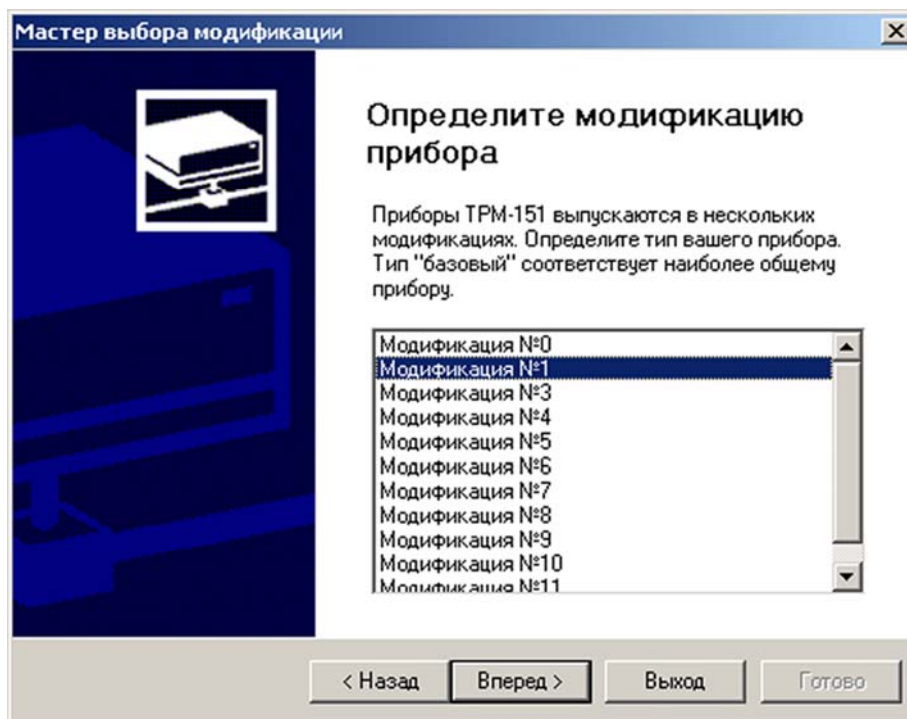 Мастер выбора модификации
Определите модификацию
прибора
Приборы ТРМ-151 выпускаются в нескольких
модификациях. Определите тип вашего прибора.
Тип "базовый" соответствует наиболее общему
прибору.
Модификация №0
Модификация №1
Модификация №3
Модификация №4
Модификация №5
Модификация №6
Модификация №7
Модификация №8
Модификация №9
Модификация №10
Модификация №11
< Назад Вперед > Выход Готово